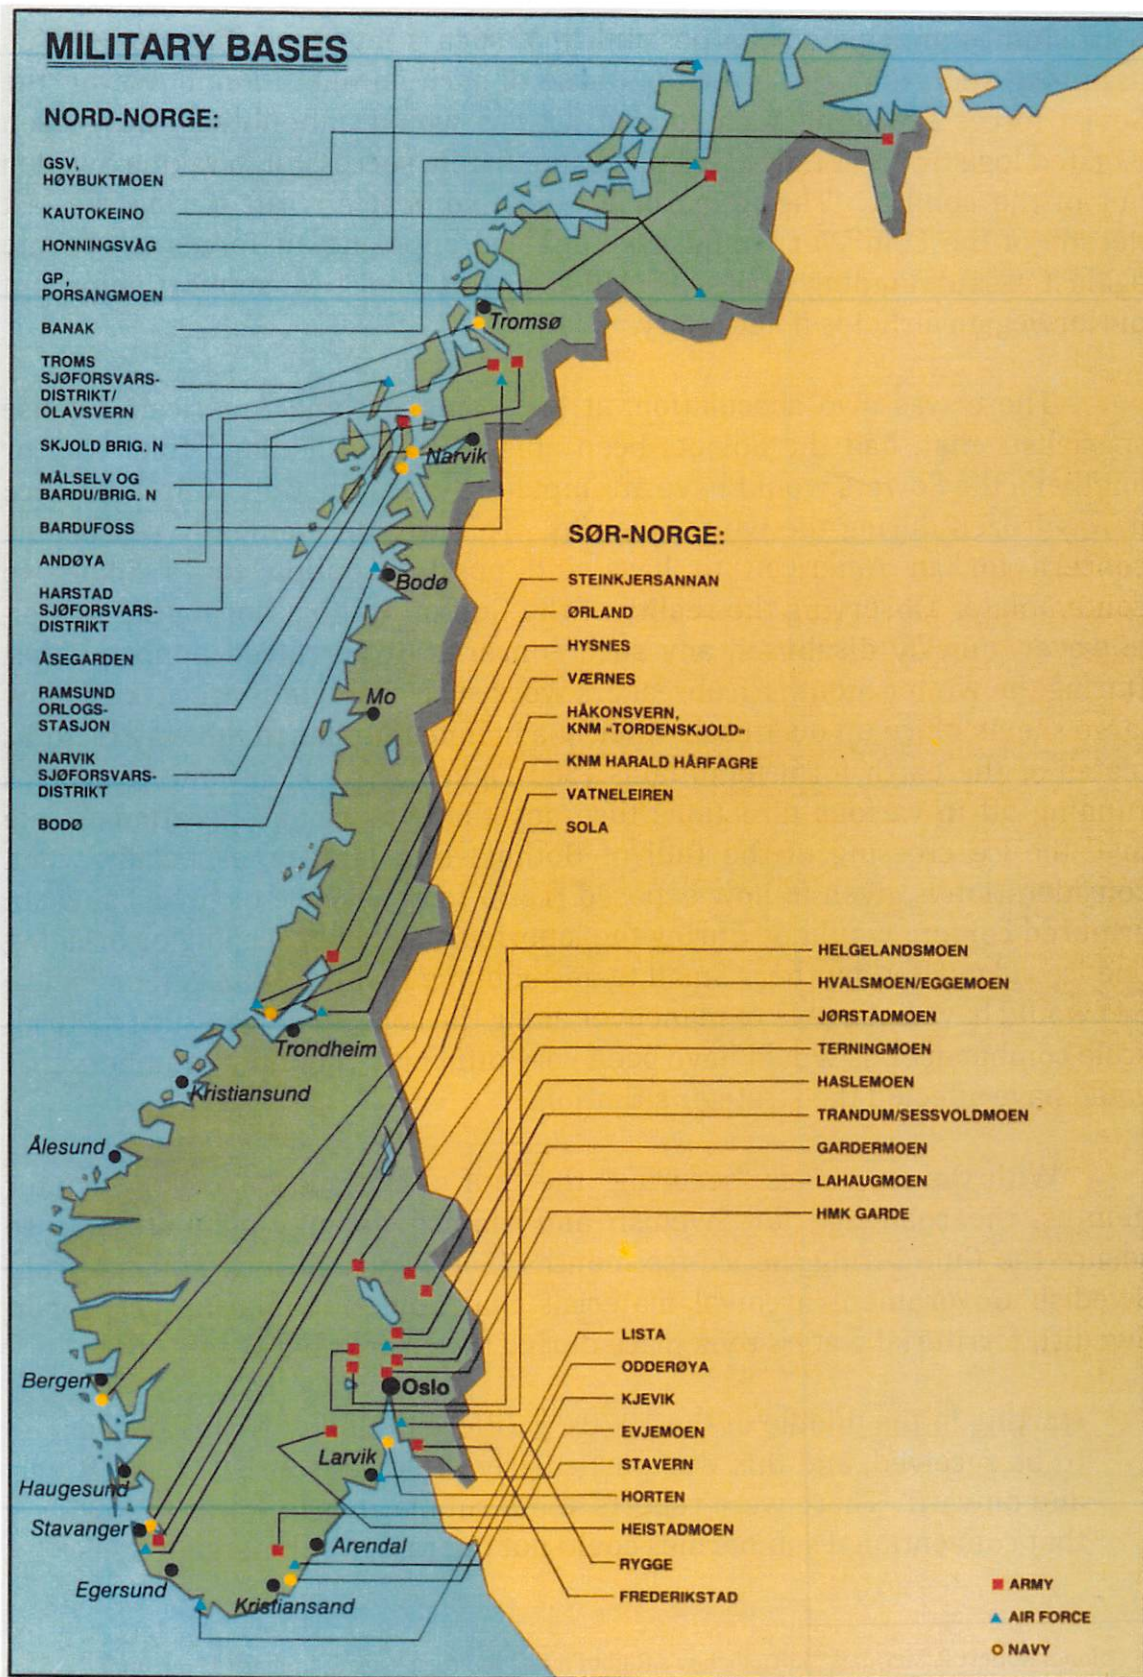 MILITARY BASES
NORD-NORGE:
GSV,
HØYBUKTMOEN
KAUTOKEINO
HONNINGSVÅG
GP,
PORSANGMOEN
BANAK
TROMS
SJØFORSVARS-
DISTRIKT/
OLAVSVERN
SKJOLD BRIG. N
MÅLSELV OG
BARDU/BRIG. N
BARDUFOSS
ANDØYA
HARSTAD
SJØFORSVARS-
DISTRIKT
ÅSEGARDEN
RAMSUND
ORLOGS-
STASJON
NARVIK
SJØFORSVARS-
DISTRIKT
BODØ
Tromsø
Narvik
Bodø
Mo
SØR-NORGE:
STEINKJERSANNAN
ØRLAND
HYSNES
VÆRNES
HÅKONSVERN,
KNM «TORDENSKJOLD»
KNM HARALD HÅRFAGRE
VATNELEIREN
SOLA
HELGELANDSMOEN
HVALSMOEN/EGGEMOEN
JØRSTADMOEN
TERNINGMOEN
HASLEMOEN
TRANDUM/SESSVOLDMOEN
GARDERMOEN
LAHAUGMOEN
HMK GARDE
Trondheim
Kristiansund
Ålesund
Bergen
Oslo
Larvik
Haugesund
Stavanger
Arendal
Egersund
Kristiansand
LISTA
ODDERØYA
KJEVIK
EVJEMOEN
STAVERN
HORTEN
HEISTADMOEN
RYGGE
FREDERIKSTAD
ARMY
AIR FORCE
NAVY